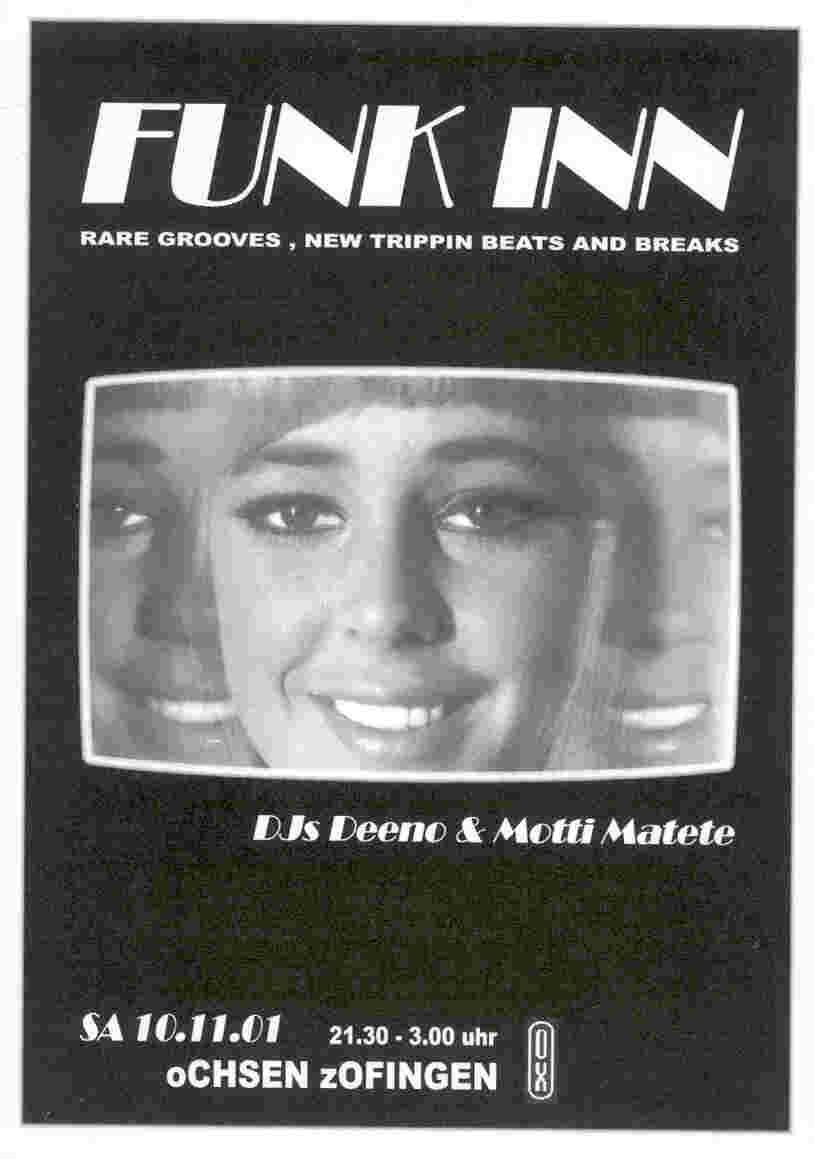 FUNK INN
RARE GROOVES , NEW TRIPPIN BEATS AND BREAKS
DJs Deeno & Motti Matete
SA 10.11.01 21.30 - 3.00 uhr
oCHSEN zOFINGEN
OX